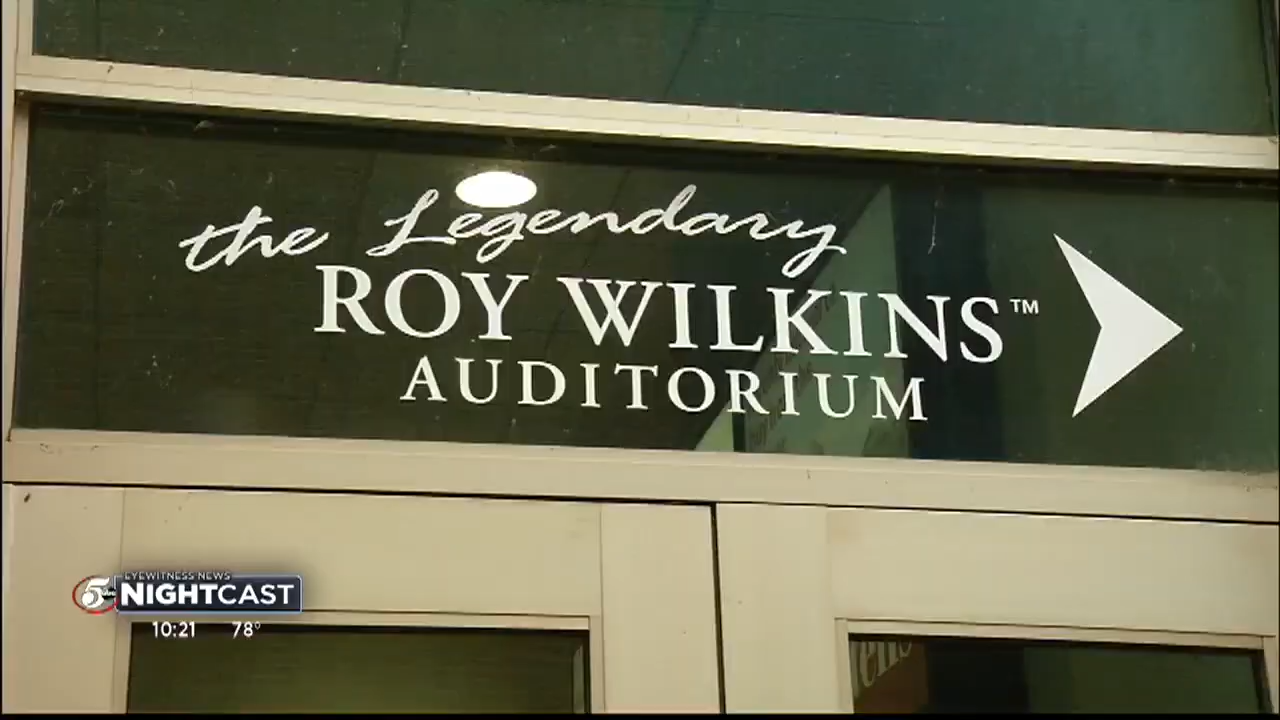 the Legendary
ROY WILKINS™
AUDITORIUM
EYEWITNESS NEWS
5 NIGHTCAST
10:21 78°